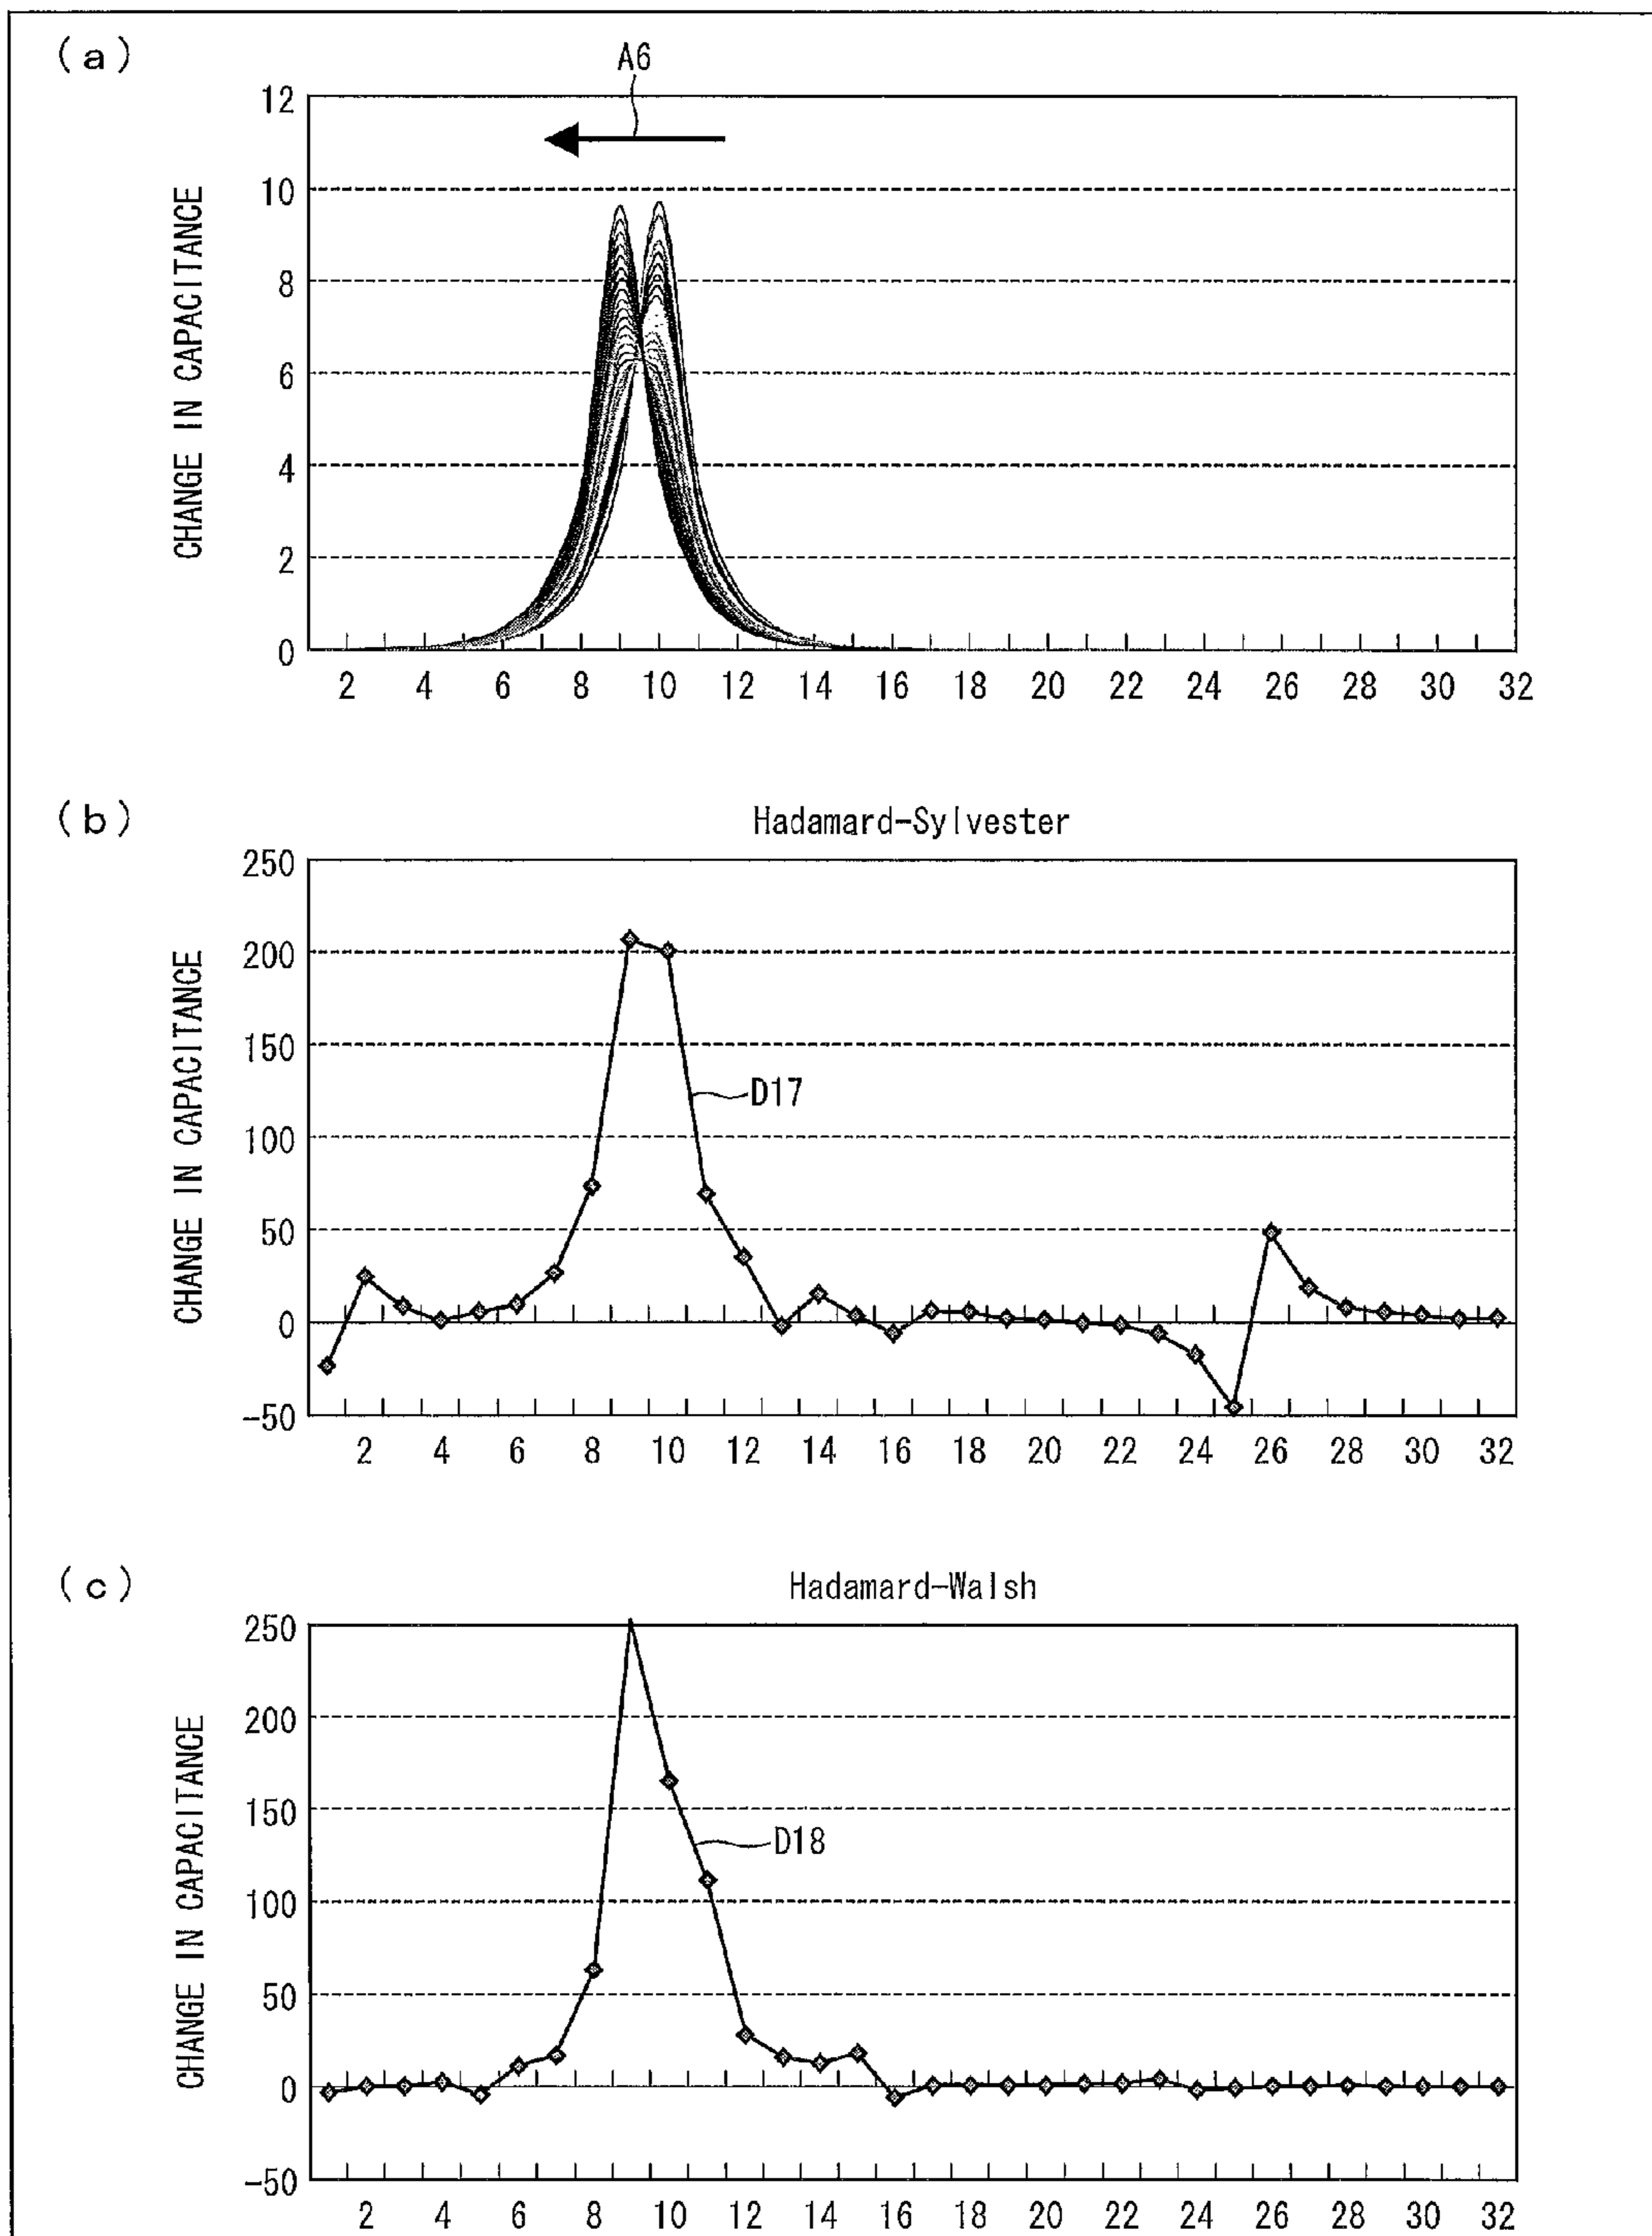 (a)
A6
CHANGE IN CAPACITANCE
12
10
8
6
4
2
0
2 4 6 8 10 12 14 16 18 20 22 24 26 28 30 32
(b)
Hadamard-Sylvester
CHANGE IN CAPACITANCE
250
200
150
100
50
0
-50
D17
2 4 6 8 10 12 14 16 18 20 22 24 26 28 30 32
(c)
Hadamard-Walsh
CHANGE IN CAPACITANCE
250
200
150
100
50
0
-50
D18
2 4 6 8 10 12 14 16 18 20 22 24 26 28 30 32